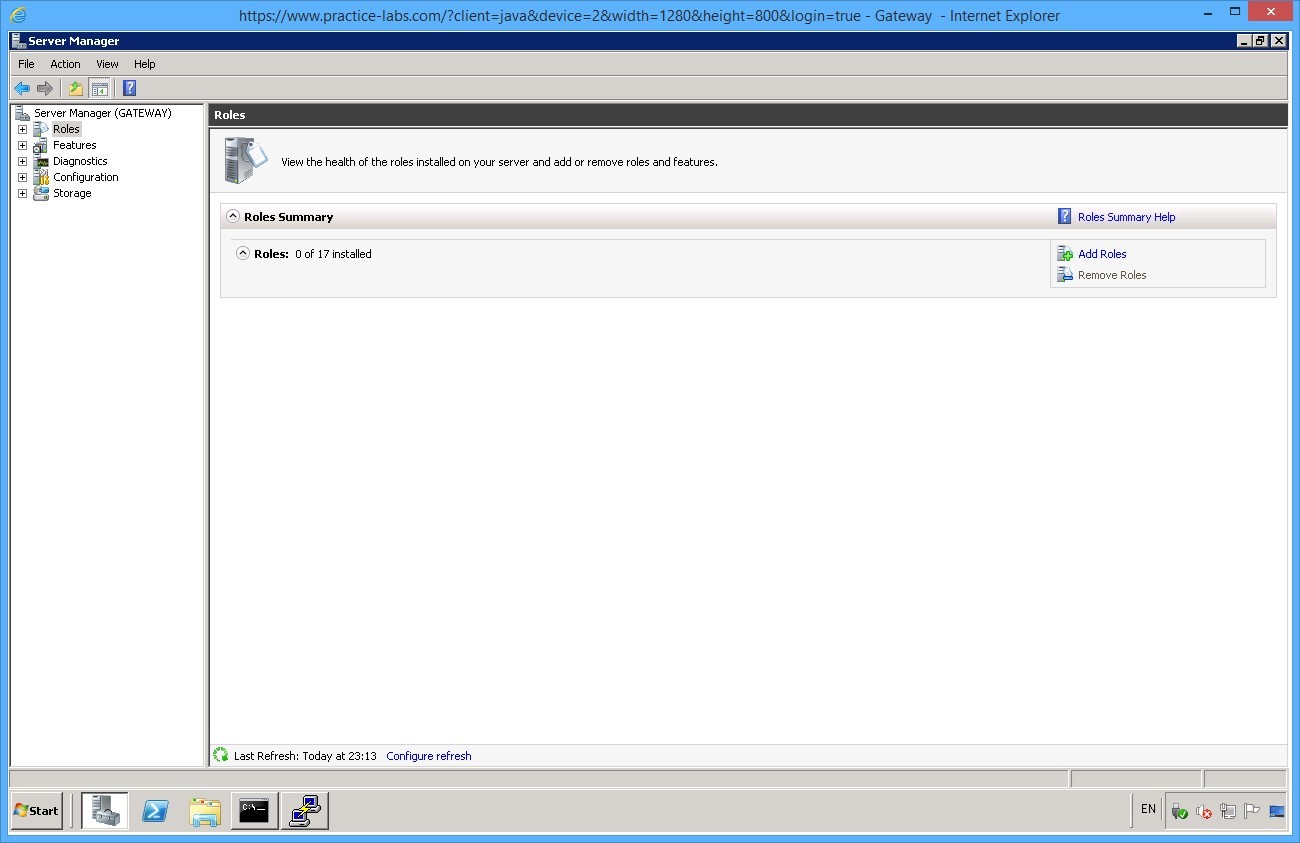 https://www.practice-labs.com/?client=java&device=2&width=1280&height=800&login=true - Gateway - Internet Explorer
Server Manager
File Action View Help
Server Manager (GATEWAY)
Roles
Features
Diagnostics
Configuration
Storage
Roles
View the health of the roles installed on your server and add or remove roles and features.
Roles Summary
Roles Summary Help
Roles: 0 of 17 installed
Add Roles
Remove Roles
Last Refresh: Today at 23:13 Configure refresh
Start
C:\
EN